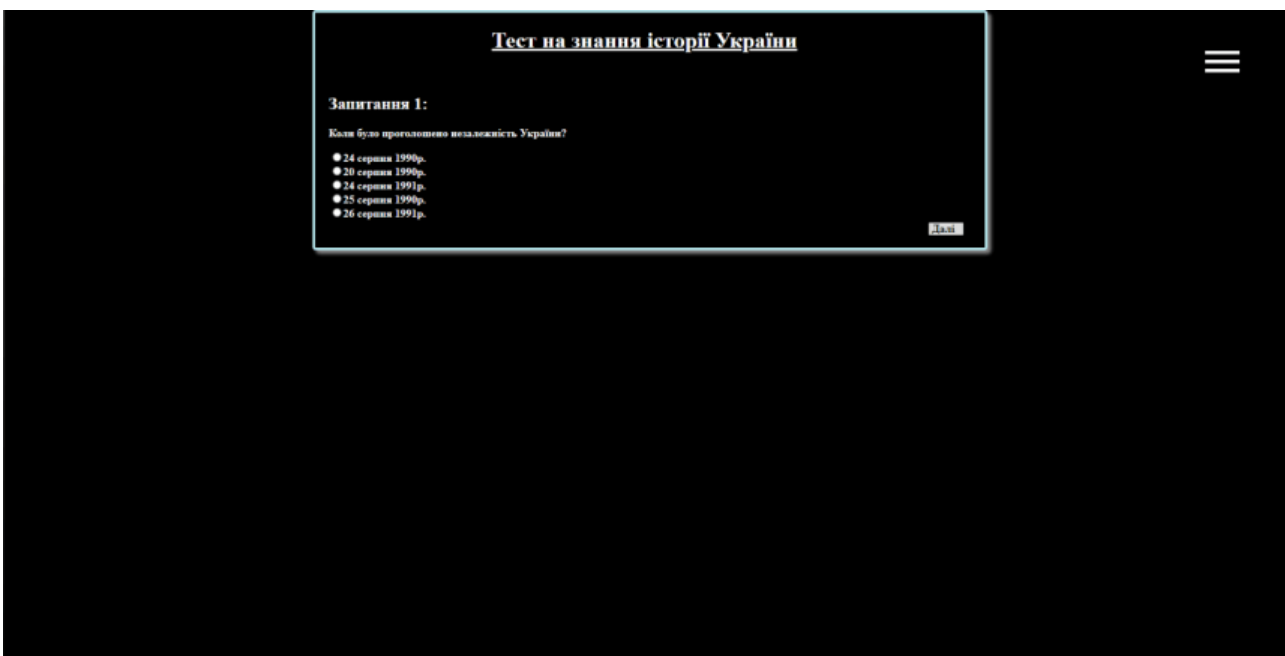 Тест на знання історії України
Запитання 1:
Коли було проголошено незалежність України?
24 серпня 1990р.
20 серпня 1990р.
24 серпня 1991р.
25 серпня 1990р.
26 серпня 1991р.
Далі